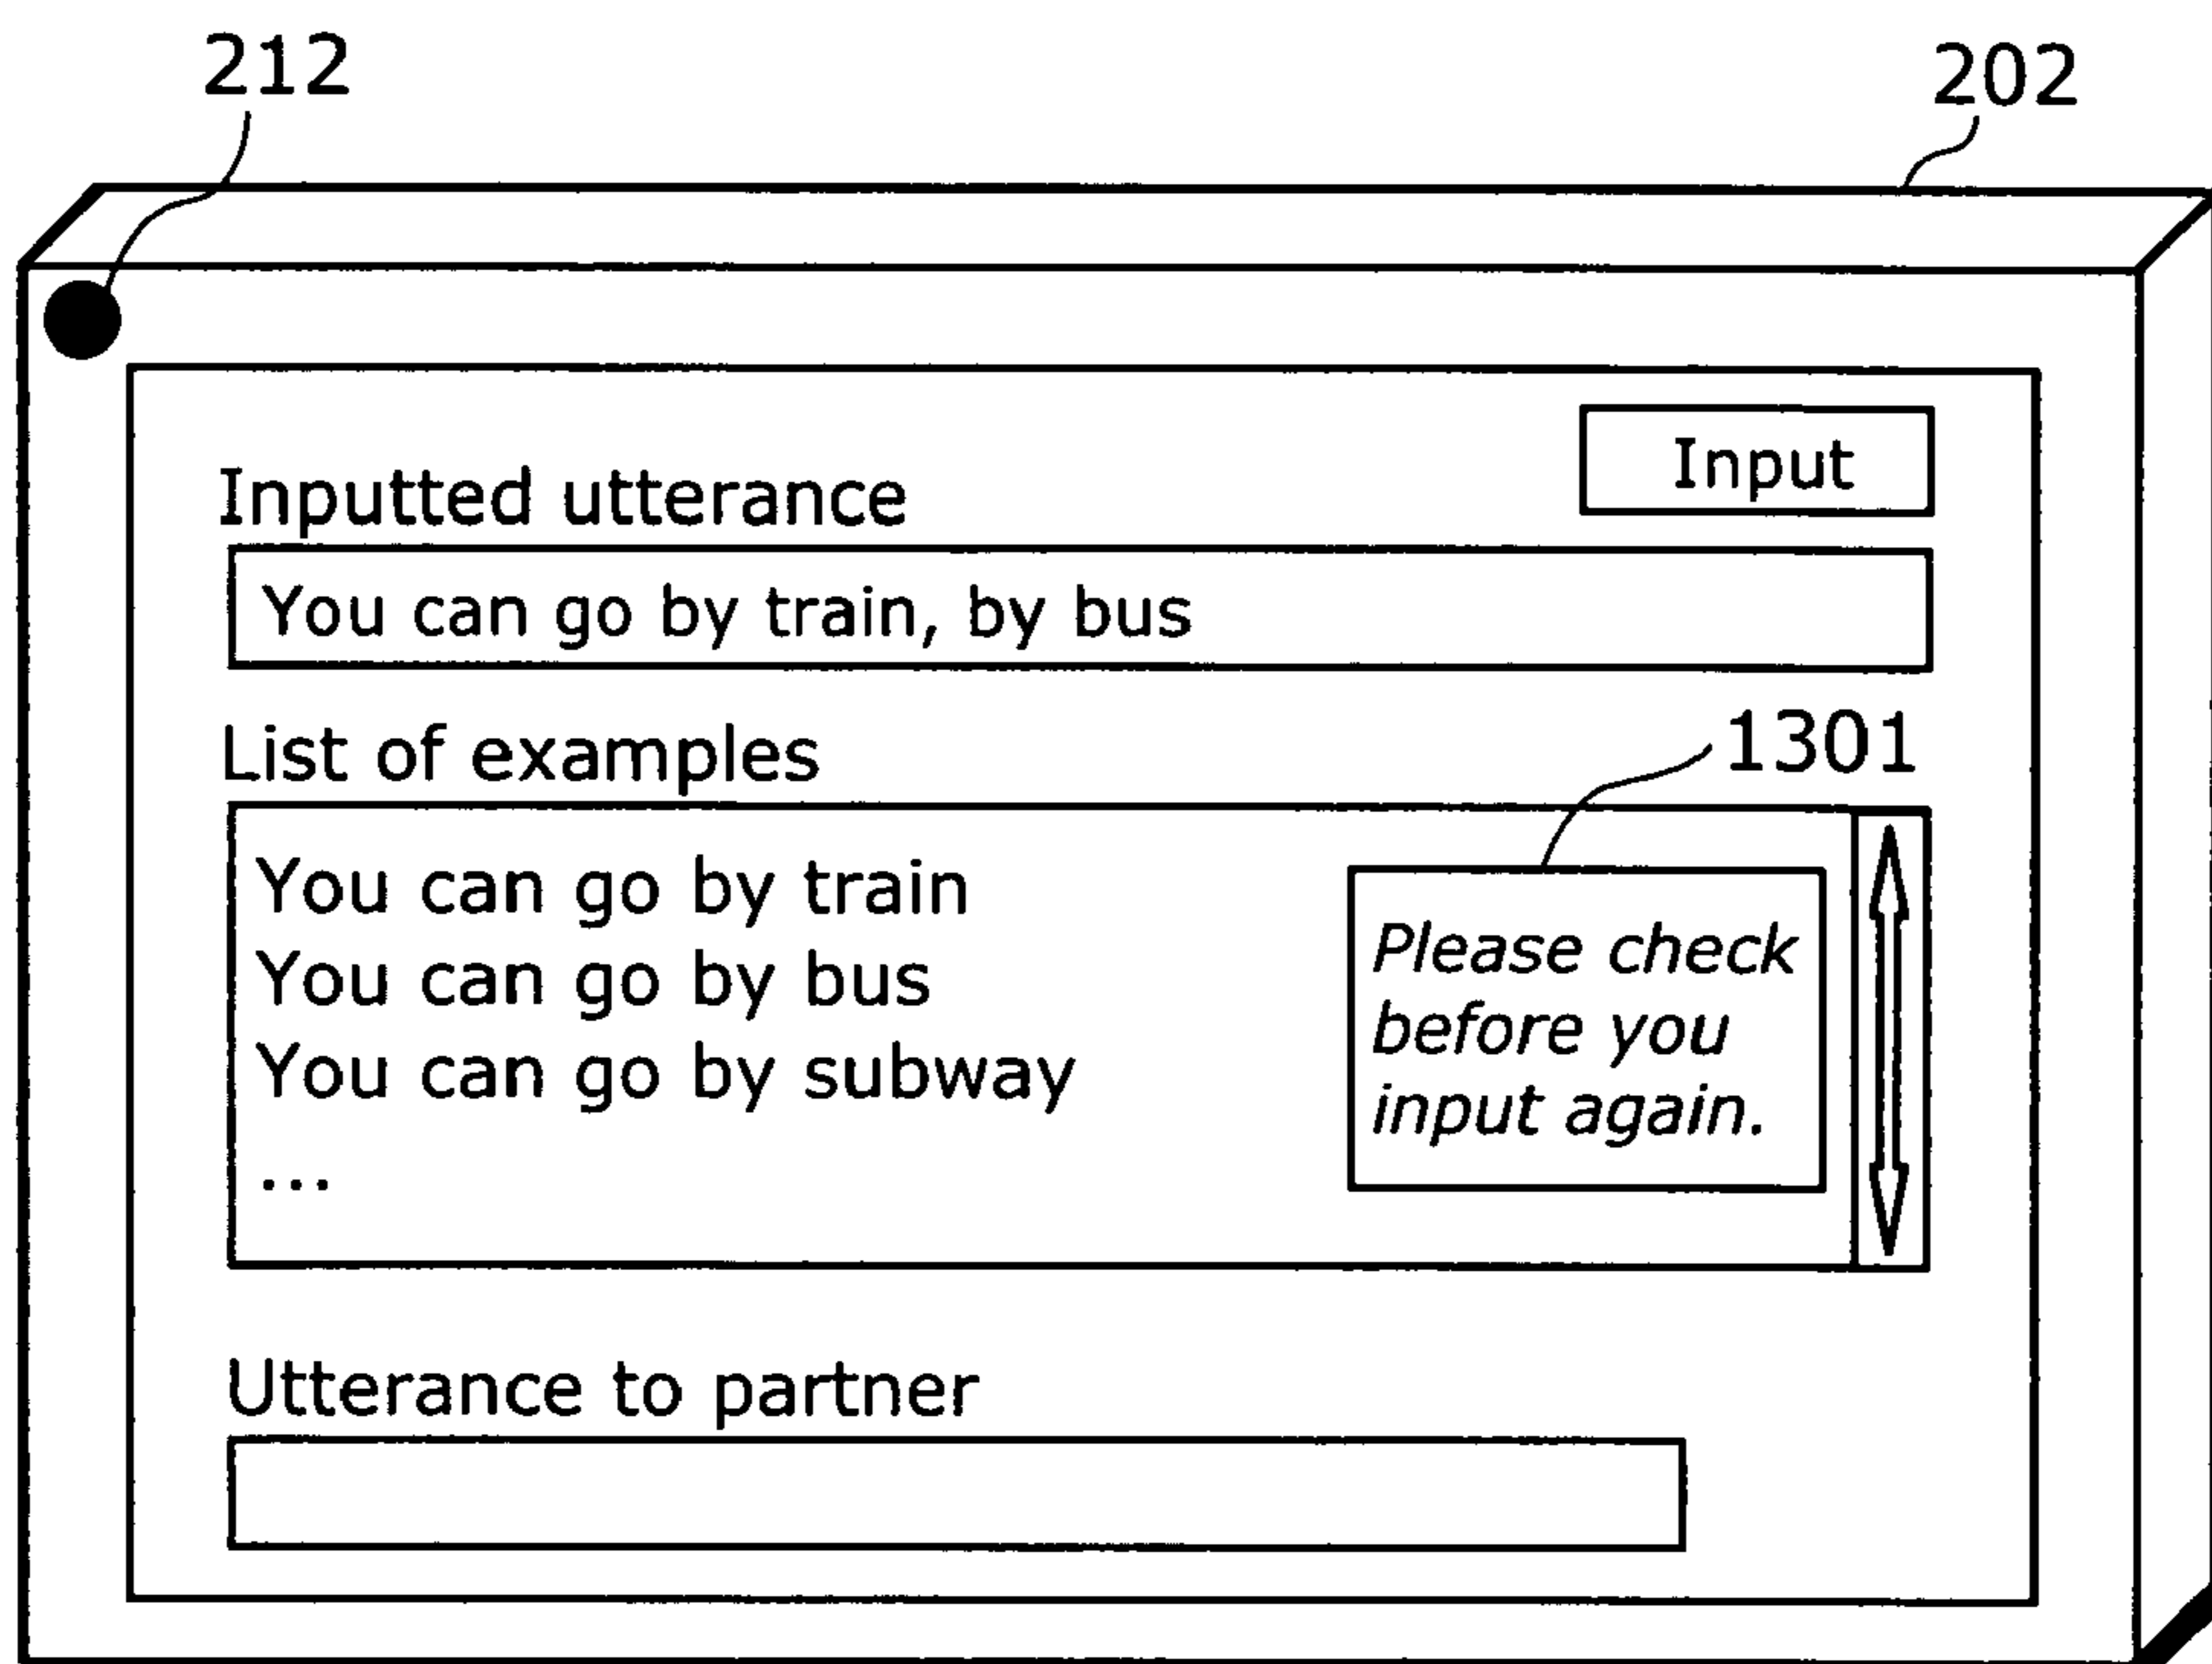 212
202
Input
Inputted utterance
You can go by train, by bus
List of examples
1301
You can go by train
You can go by bus
You can go by subway
...
Please check
before you
input again.
Utterance to partner